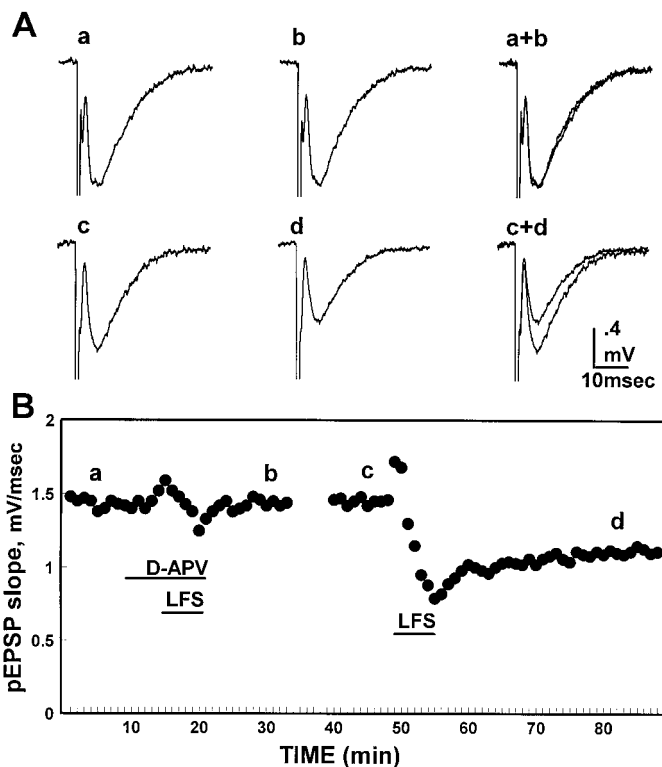 A
a b a+b
c d c+d
.4
mV
10msec
B
2
1.5
1
0.5
0
pEPSP slope, mV/msec
a b c d
D-APV
LFS
LFS
10 20 30 40 50 60 70 80
TIME (min)